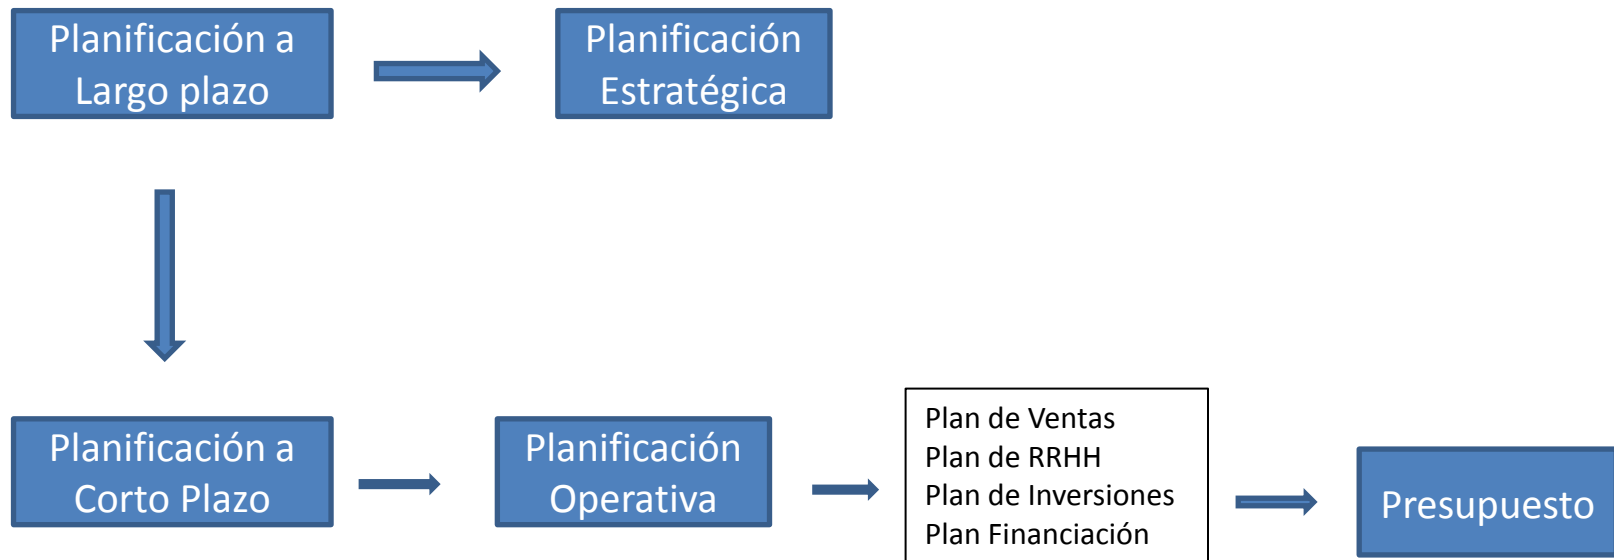 Planificación a
Largo plazo
Planificación
Estratégica
Planificación a
Corto Plazo
Planificación
Operativa
Plan de Ventas
Plan de RRHH
Plan de Inversiones
Plan Financiación
Presupuesto